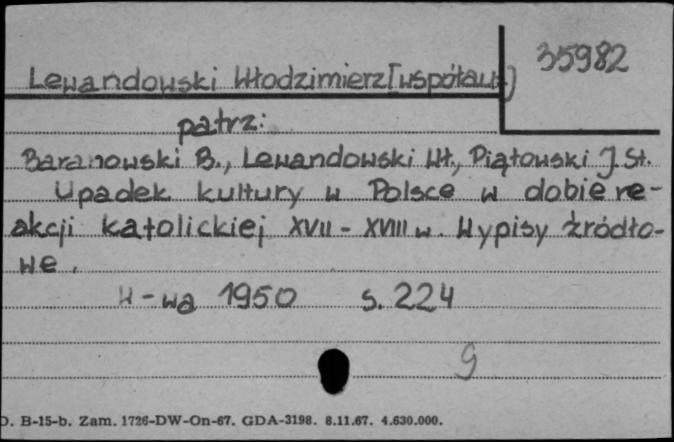 35982
Lewandowski Włodzimierz [współaut.]
patrz:
Baranowski B., Lewandowski Wł., Piątowski J. St.
Upadek kultury w Polsce w dobie re-
akcji katolickiej XVII - XVIII w. Wypisy źródło-
we.
W-wa 1950 s. 224
g
D. B-15-b. Zam. 1726-DW-On-67. GDA-3198. 8.11.67. 4.630.000.